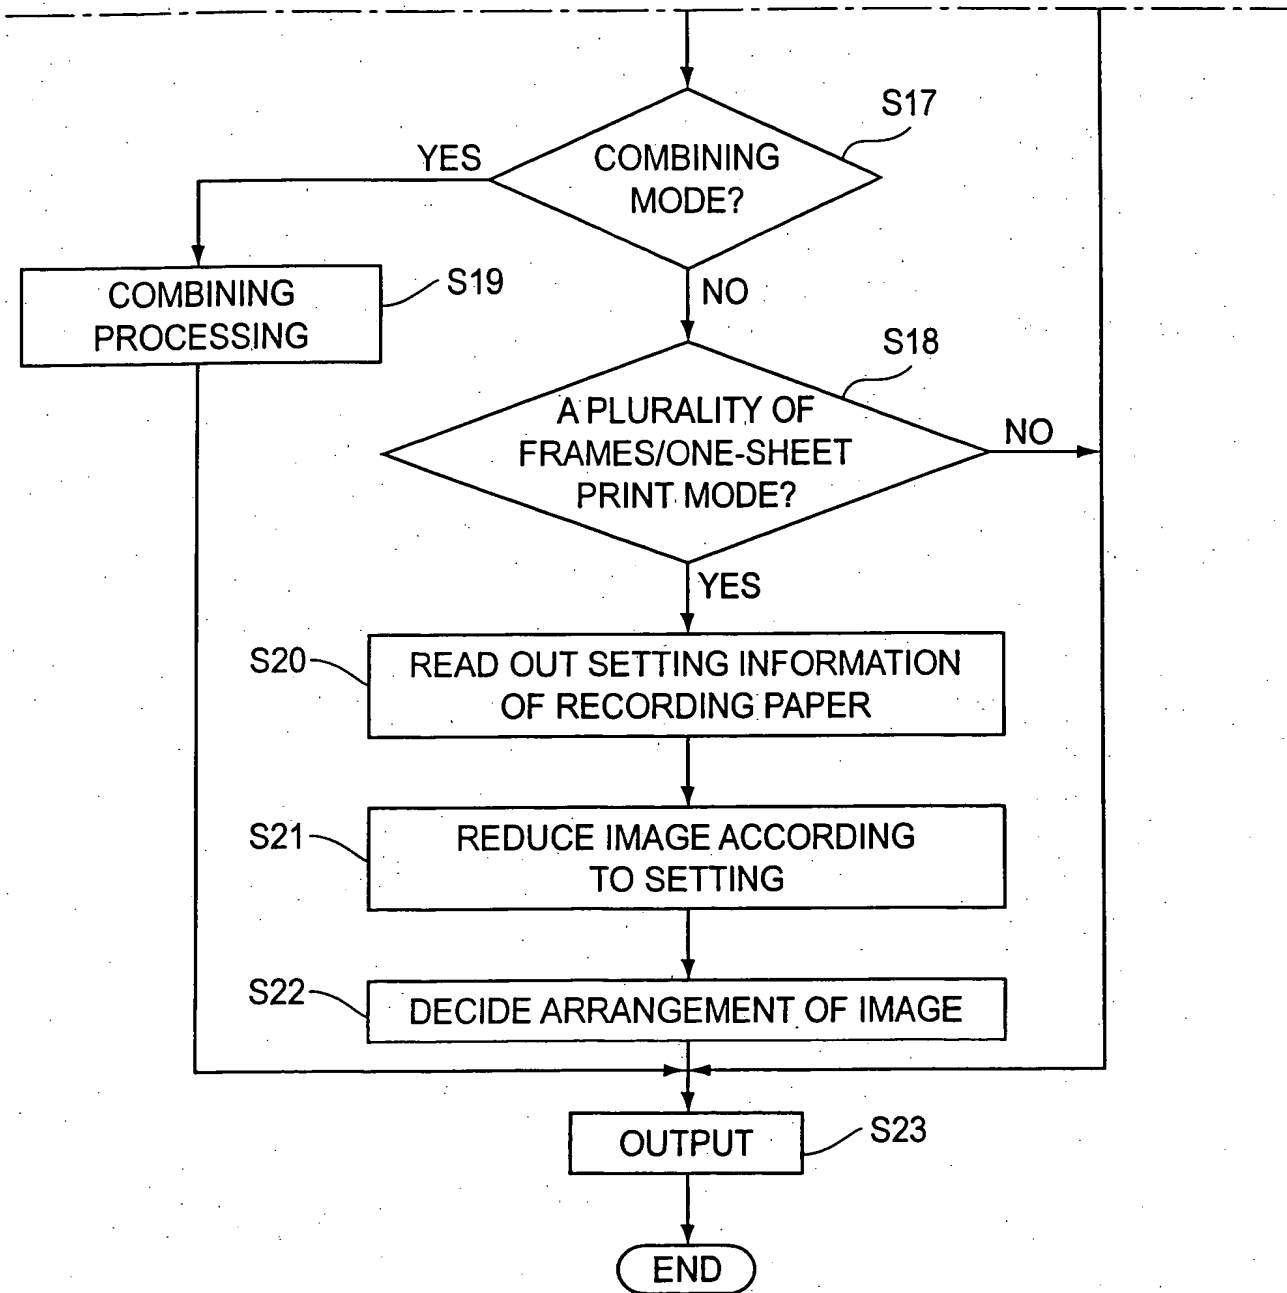 S17
COMBINING
MODE?
YES
NO
S19
COMBINING
PROCESSING
S18
A PLURALITY OF
FRAMES/ONE-SHEET
PRINT MODE?
NO
YES
S20
READ OUT SETTING INFORMATION
OF RECORDING PAPER
S21
REDUCE IMAGE ACCORDING
TO SETTING
S22
DECIDE ARRANGEMENT OF IMAGE
OUTPUT
S23
END